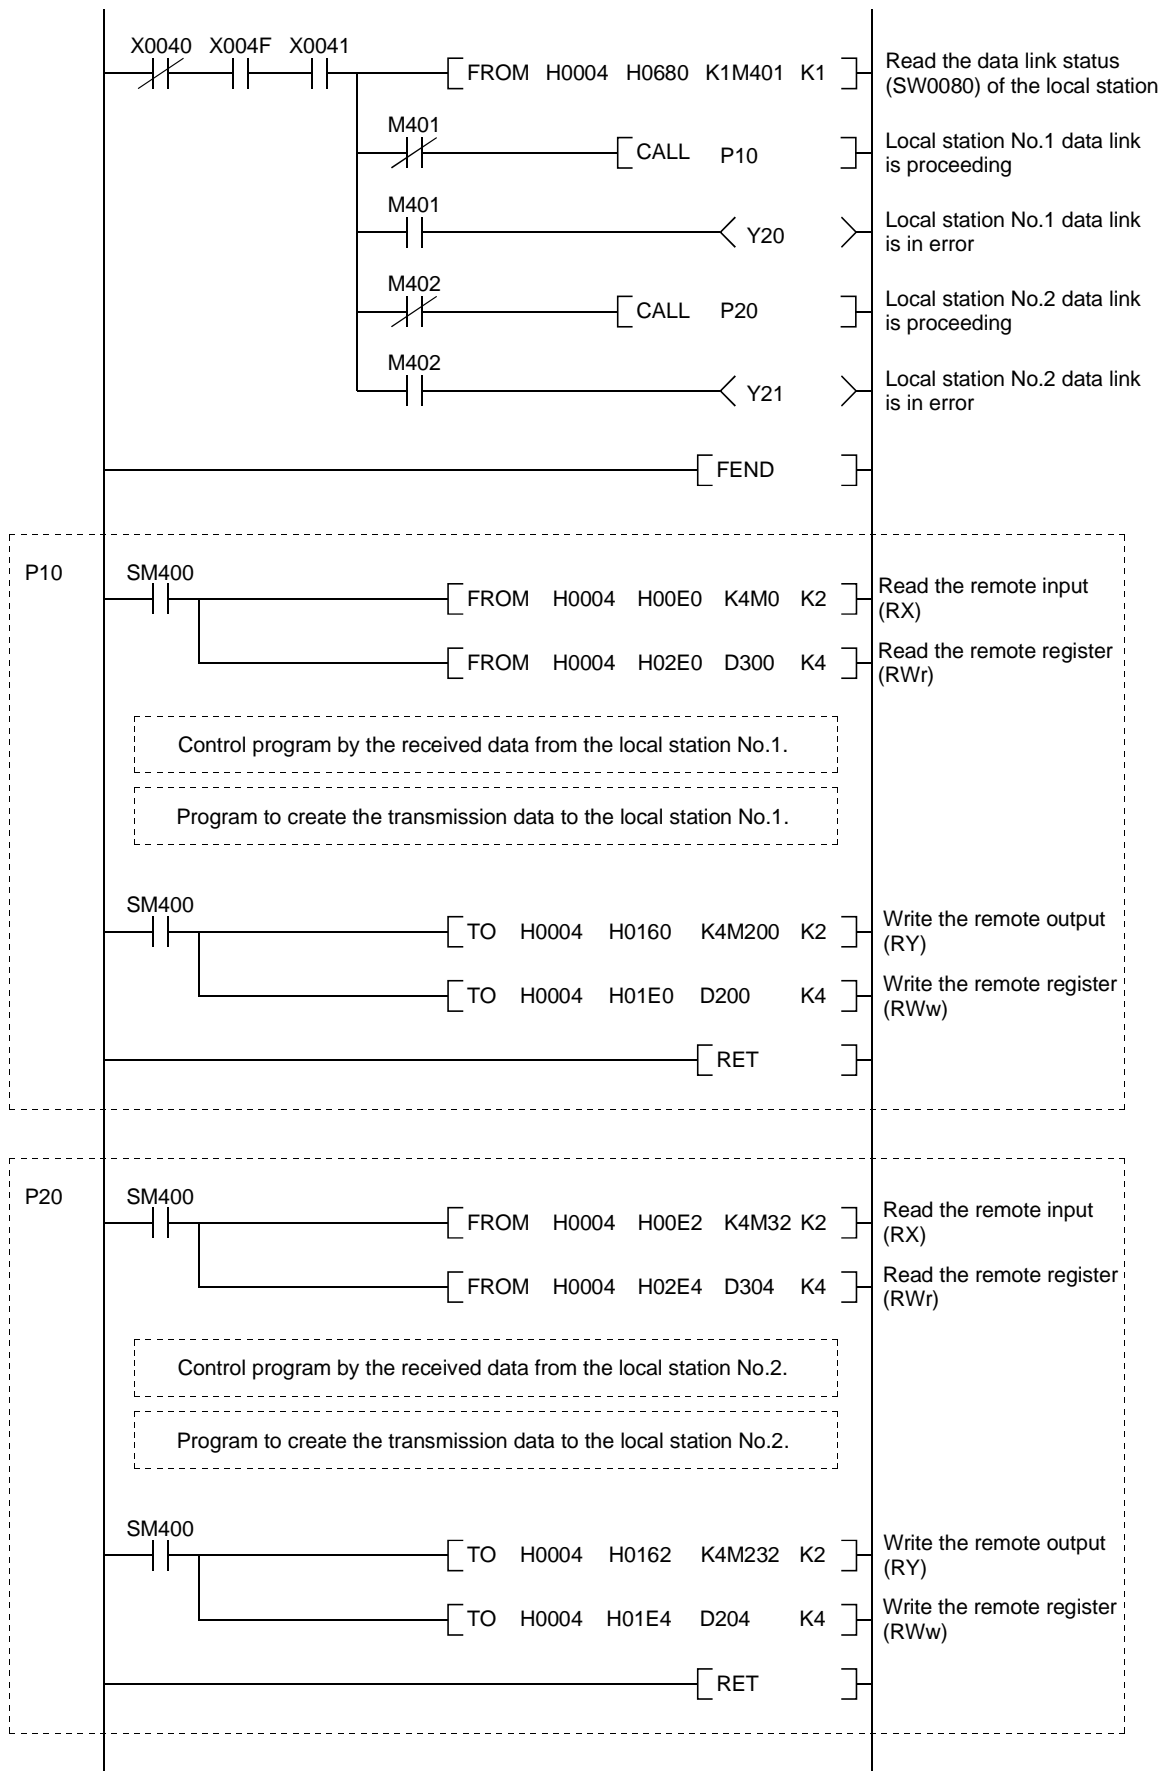 X0040 X004F X0041
FROM H0004 H0680 K1M401 K1
Read the data link status
(SW0080) of the local station
M401
CALL P10
Local station No.1 data link
is proceeding
M401
Y20
Local station No.1 data link
is in error
M402
CALL P20
Local station No.2 data link
is proceeding
M402
Y21
Local station No.2 data link
is in error
FEND
P10
SM400
FROM H0004 H00E0 K4M0 K2
Read the remote input
(RX)
FROM H0004 H02E0 D300 K4
Read the remote register
(RWr)
Control program by the received data from the local station No.1.
Program to create the transmission data to the local station No.1.
SM400
TO H0004 H0160 K4M200 K2
Write the remote output
(RY)
TO H0004 H01E0 D200 K4
Write the remote register
(RWw)
RET
P20
SM400
FROM H0004 H00E2 K4M32 K2
Read the remote input
(RX)
FROM H0004 H02E4 D304 K4
Read the remote register
(RWr)
Control program by the received data from the local station No.2.
Program to create the transmission data to the local station No.2.
SM400
TO H0004 H0162 K4M232 K2
Write the remote output
(RY)
TO H0004 H01E4 D204 K4
Write the remote register
(RWw)
RET